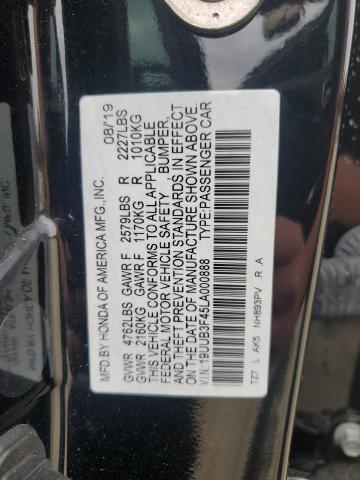 MFD.BY HONDA OF AMERICA MFG.,INC. 08/19
GVWR 4762LBS GAWR F 2579LBS R 2227LBS
GVWR 2160KG GAWR F 1170KG R 1010KG
THIS VEHICLE CONFORMS TO ALL APPLICABLE
FEDERAL MOTOR VEHICLE SAFETY , BUMPER,
AND THEFT PREVENTION STANDARDS IN EFFECT
ON THE DATE OF MANUFACTURE SHOWN ABOVE.
VIN:19UUB3F45LA000888 TYPE:PASSENGER CAR
TZ7 L AK5 NH893PV R A